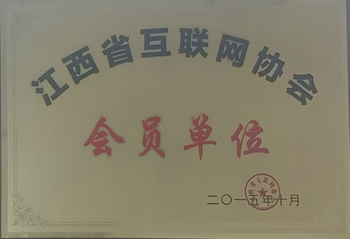 江西省互联网协会
会员单位
二〇一五年十月